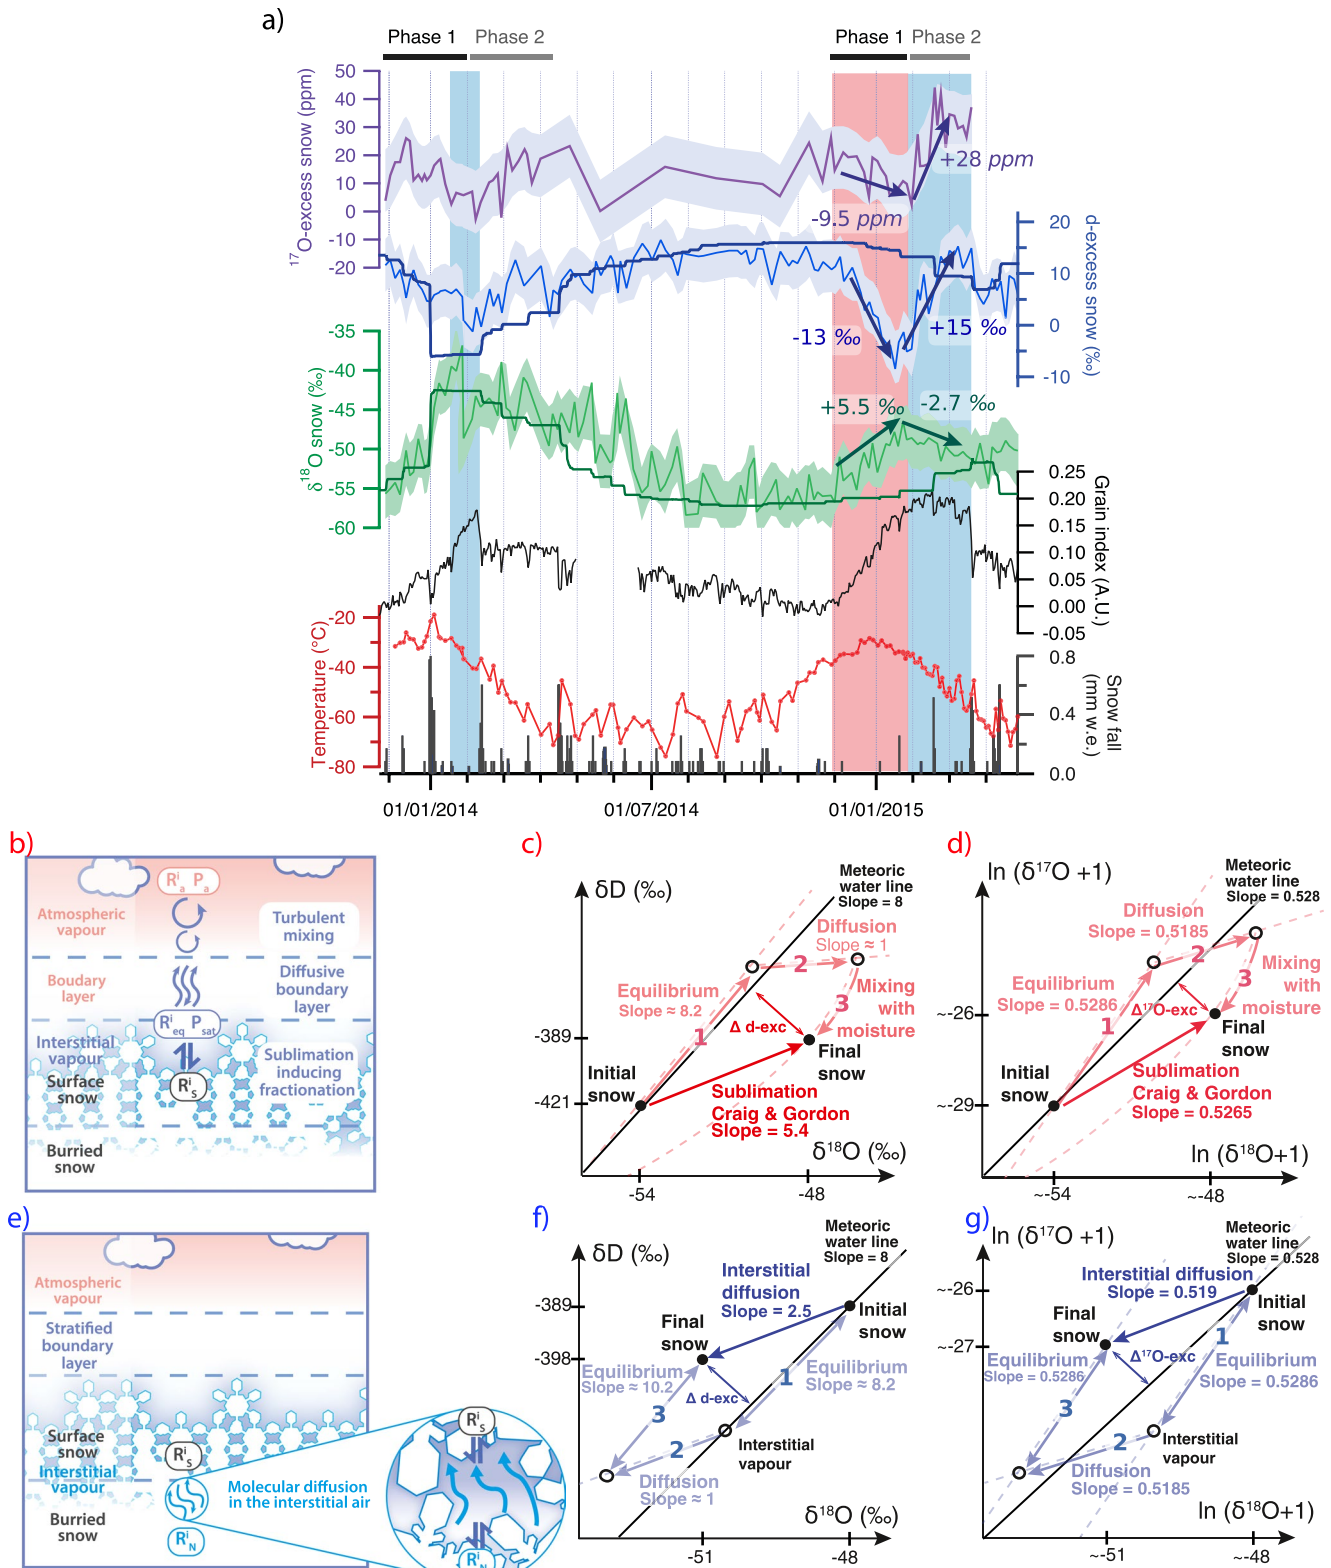 a)
Phase 1
Phase 2
Phase 1
Phase 2
50
40
30
20
10
0
-10
-20
17O-excess snow (ppm)
+28 ppm
-9.5 ppm
20
10
0
-10
d-excess snow (‰)
-13 ‰
+15 ‰
-35
-40
-45
-50
-55
-60
δ18O snow (‰)
+5.5 ‰
-2.7 ‰
0.25
0.20
0.15
0.10
0.05
0.00
-0.05
Grain index (A.U.)
-20
-40
-60
-80
Temperature (°C)
0.8
0.4
0.0
Snow fall
(mm w.e.)
01/01/2014
01/07/2014
01/01/2015
b)
Ria Pa
Atmospheric
vapour
Turbulent
mixing
Boudary
layer
Diffusive
boundary
layer
Rieq Psat
Interstitial
vapour
Surface
snow
RiS
Sublimation
inducing
fractionation
Burried
snow
c)
δD (‰)
Meteoric
water line
Slope = 8
Diffusion
Slope ≈ 1
2
Equilibrium
Slope ≈ 8.2
1
3
Mixing
with
moisture
Δ d-exc
-389
Final
snow
Initial
snow
-421
Sublimation
Craig & Gordon
Slope = 5.4
δ18O (‰)
-54
-48
d)
ln (δ17O +1)
Meteoric
water line
Slope = 0.528
Diffusion
Slope = 0.5185
2
Equilibrium
Slope = 0.5286
1
3
Mixing
with
moisture
Δ17O-exc
~-26
Final
snow
Initial
snow
~-29
Sublimation
Craig & Gordon
Slope = 0.5265
ln (δ18O+1)
~-54
~-48
e)
Atmospheric
vapour
Stratified
boundary
layer
Surface
snow
RiS
Interstitial
vapour
Molecular diffusion
in the interstitial air
Burried
snow
RiN
RiS
RiN
f)
δD (‰)
Meteoric
water line
Slope = 8
Interstitial
diffusion
Slope = 2.5
-389
Final
snow
Initial
snow
-398
Equilibrium
Slope ≈ 10.2
Equilibrium
Slope ≈ 8.2
1
Δ d-exc
3
2
Interstitial
vapour
Diffusion
Slope ≈ 1
δ18O (‰)
-51
-48
g)
ln (δ17O +1)
Meteoric
water line
Slope = 0.528
Interstitial diffusion
Slope = 0.519
~-26
Final
snow
Initial
snow
~-27
1
Δ17O-exc
Equilibrium
Slope = 0.5286
Equilibrium
Slope = 0.5286
3
2
Interstitial
vapour
Diffusion
Slope = 0.5185
ln (δ18O+1)
~-51
~-48